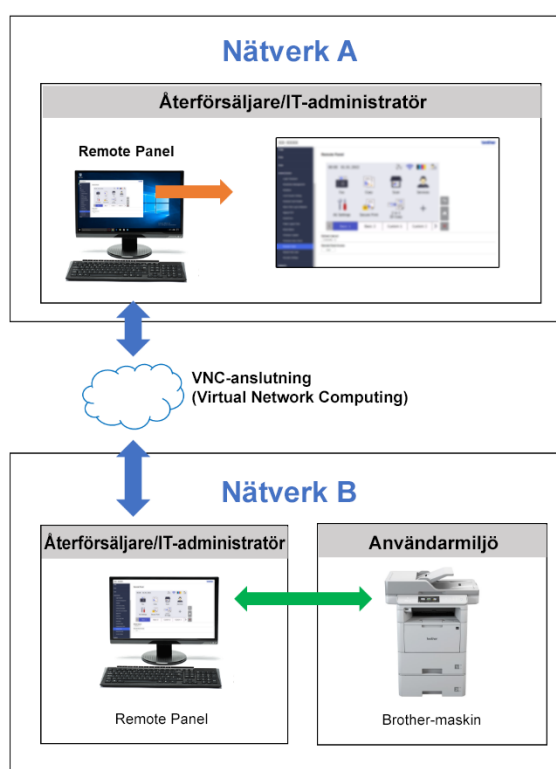 Nätverk A
Återförsäljare/IT-administratör
Remote Panel
VNC-anslutning
(Virtual Network Computing)
Nätverk B
Återförsäljare/IT-administratör
Användarmiljö
Remote Panel
Brother-maskin